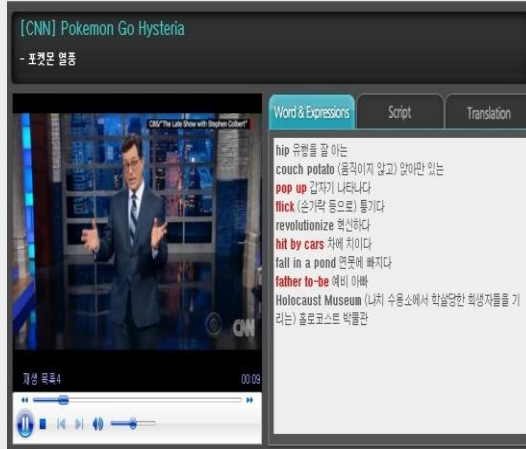 [CNN] Pokemon Go Hysteria
- 포켓몬 열풍
CBS/"The Late Show with Stephen Colbert"
CNN
재생 목록4
00:09
Word & Expressions
Script
Translation
hip 유행을 잘 아는
couch potato (움직이지 않고) 앉아만 있는
pop up 갑자기 나타나다
flick (손가락 등으로) 튕기다
revolutionize 혁신하다
hit by cars 차에 치이다
fall in a pond 연못에 빠지다
father to-be 예비 아빠
Holocaust Museum (나치 수용소에서 학살당한 희생자들을 기
리는) 홀로코스트 박물관